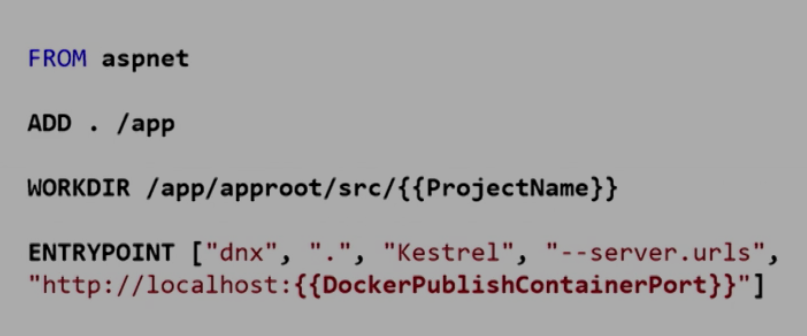 FROM aspnet
ADD . /app
WORKDIR /app/approot/src/{{ProjectName}}
ENTRYPOINT ["dnx", ".", "Kestrel", "--server.urls",
"http://localhost:{{DockerPublishContainerPort}}"]